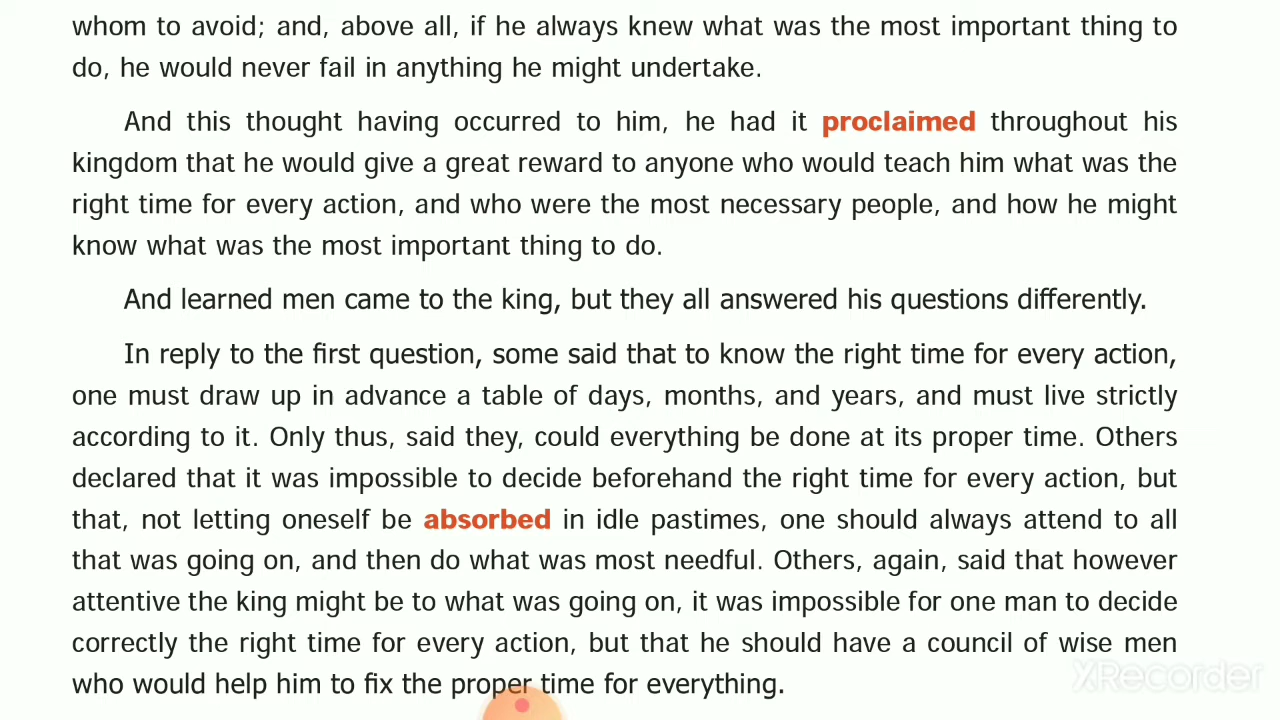 whom to avoid; and, above all, if he always knew what was the most important thing to
do, he would never fail in anything he might undertake.
And this thought having occurred to him, he had it proclaimed throughout his
kingdom that he would give a great reward to anyone who would teach him what was the
right time for every action, and who were the most necessary people, and how he might
know what was the most important thing to do.
And learned men came to the king, but they all answered his questions differently.
In reply to the first question, some said that to know the right time for every action,
one must draw up in advance a table of days, months, and years, and must live strictly
according to it. Only thus, said they, could everything be done at its proper time. Others
declared that it was impossible to decide beforehand the right time for every action, but
that, not letting oneself be absorbed in idle pastimes, one should always attend to all
that was going on, and then do what was most needful. Others, again, said that however
attentive the king might be to what was going on, it was impossible for one man to decide
correctly the right time for every action, but that he should have a council of wise men
who would help him to fix the proper time for everything.
XRecorder